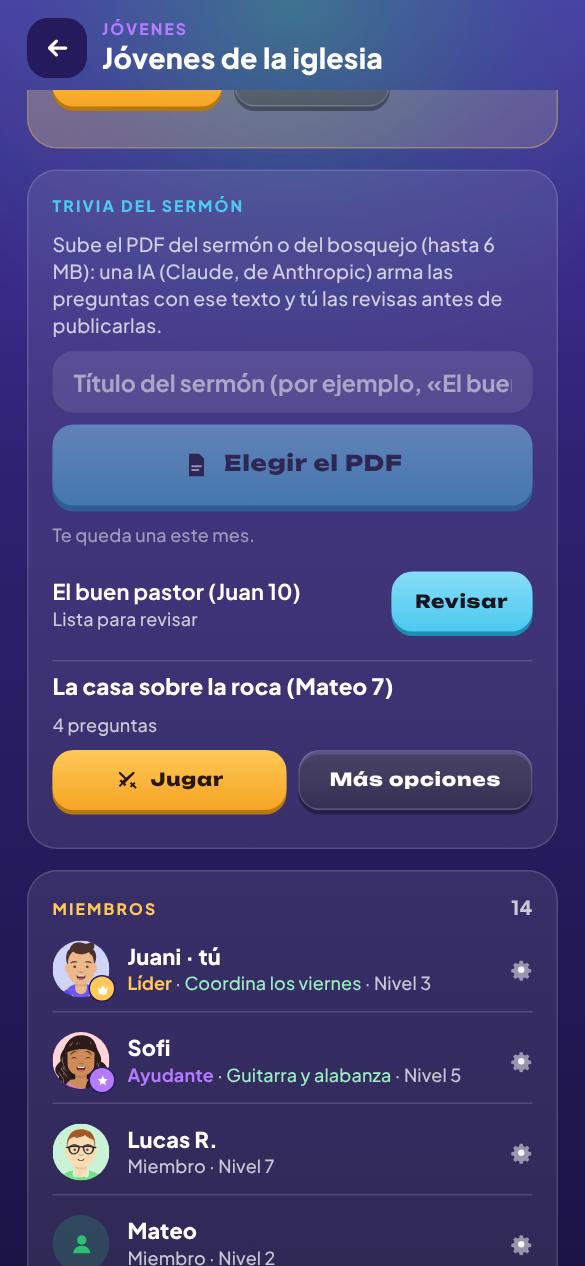 JÓVENES
Jóvenes de la iglesia
TRIVIA DEL SERMÓN
Sube el PDF del sermón o del bosquejo (hasta 6
MB): una IA (Claude, de Anthropic) arma las
preguntas con ese texto y tú las revisas antes de
publicarlas.
Título del sermón (por ejemplo, «El bue
Elegir el PDF
Te queda una este mes.
El buen pastor (Juan 10)
Lista para revisar
Revisar
La casa sobre la roca (Mateo 7)
4 preguntas
Jugar
Más opciones
MIEMBROS
14
Juani · tú
Líder · Coordina los viernes · Nivel 3
Sofi
Ayudante · Guitarra y alabanza · Nivel 5
Lucas R.
Miembro · Nivel 7
Mateo
Miembro · Nivel 2